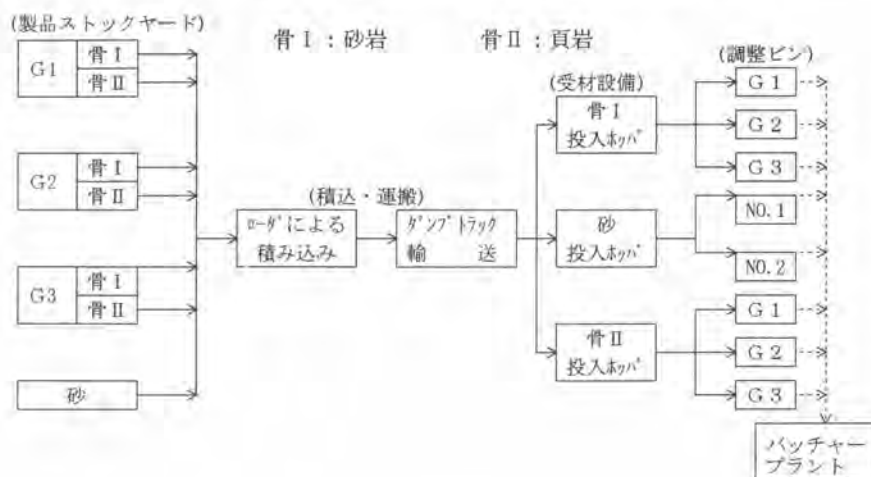 (製品ストックヤード)
骨Ⅰ：砂岩
骨Ⅱ：頁岩
G1
骨Ⅰ
骨Ⅱ
G2
骨Ⅰ
骨Ⅱ
G3
骨Ⅰ
骨Ⅱ
砂
(積込・運搬)
ﾛｰﾀﾞによる
積み込み
ﾀﾞﾝﾌﾟﾄﾗｯｸ
輸　送
(受材設備)
骨Ⅰ
投入ﾎｯﾊﾟ
砂
投入ﾎｯﾊﾟ
骨Ⅱ
投入ﾎｯﾊﾟ
(調整ビン)
G1
G2
G3
NO.1
NO.2
G1
G2
G3
バッチャー
プラント